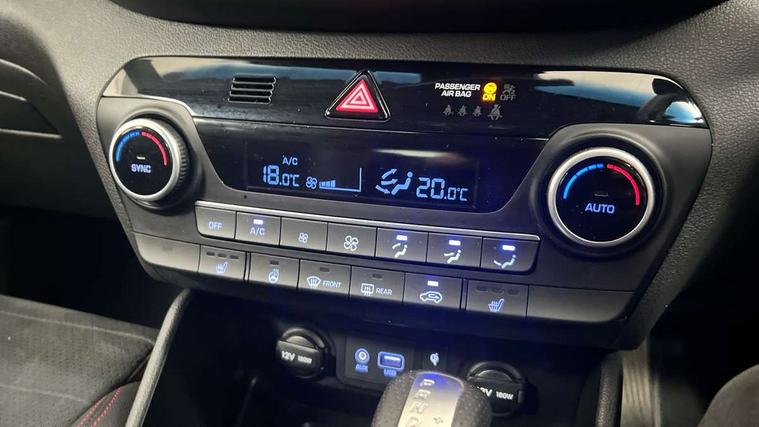 PASSENGER
AIR BAG
ON
OFF
A/C
18.0°C
20.0°C
SYNC
AUTO
OFF
A/C
FRONT
REAR
12V 180W
AUX
USB
12V 180W
P R N D
+